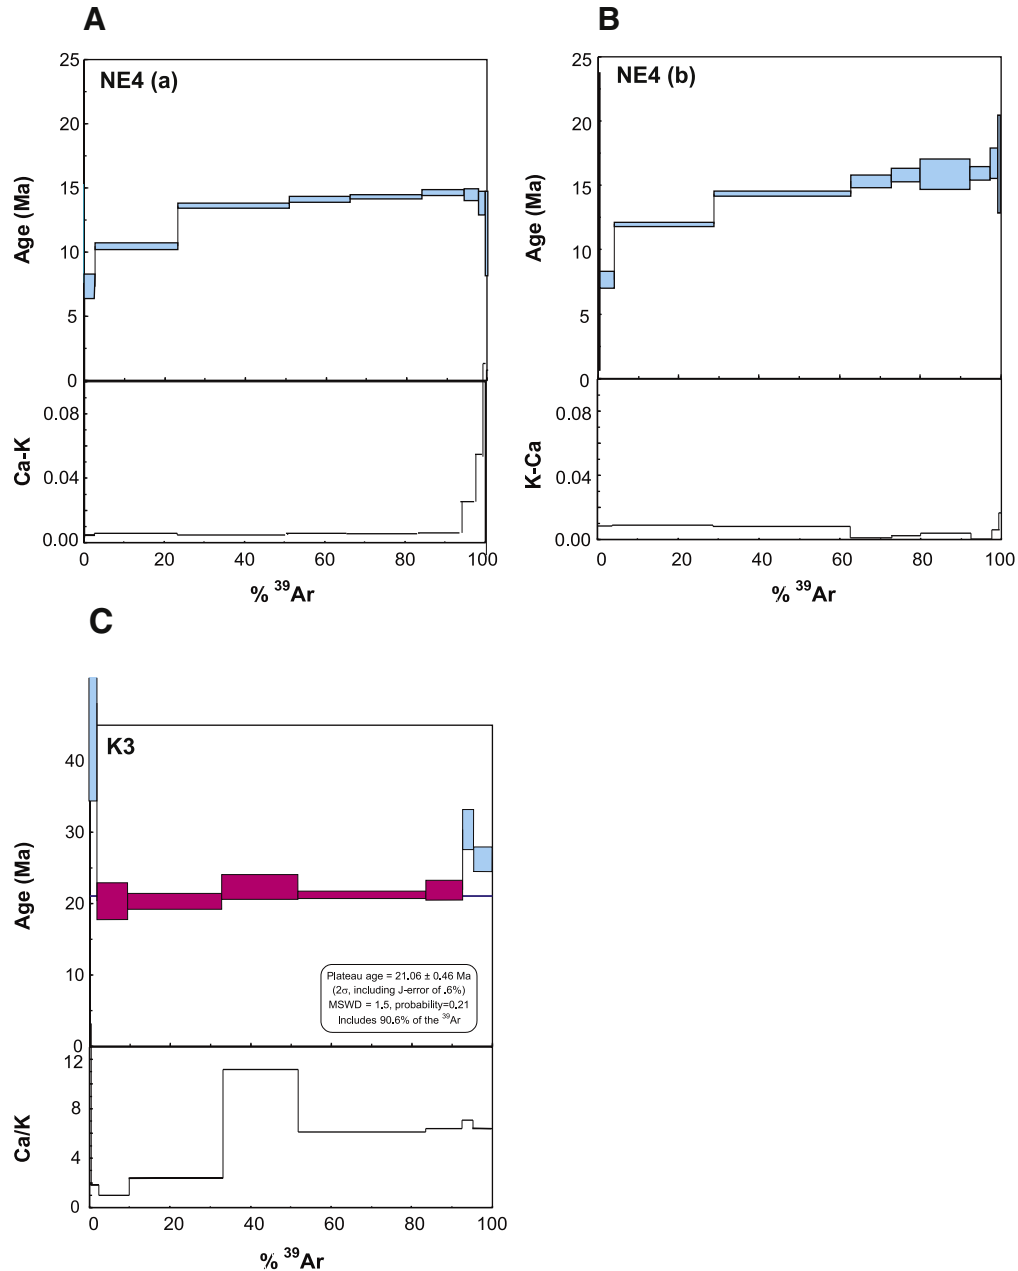 A
NE4 (a)
25
20
15
10
5
0
Age (Ma)
0.08
0.04
0.00
Ca-K
0 20 40 60 80 100
% ³⁹Ar
B
NE4 (b)
25
20
15
10
5
0
Age (Ma)
0.08
0.04
0.00
K-Ca
0 20 40 60 80 100
% ³⁹Ar
C
K3
40
30
20
10
0
Age (Ma)
Plateau age = 21.06 ± 0.46 Ma
(2σ, including J-error of .6%)
MSWD = 1.5, probability=0.21
Includes 90.6% of the ³⁹Ar
12
8
4
0
Ca/K
0 20 40 60 80 100
% ³⁹Ar